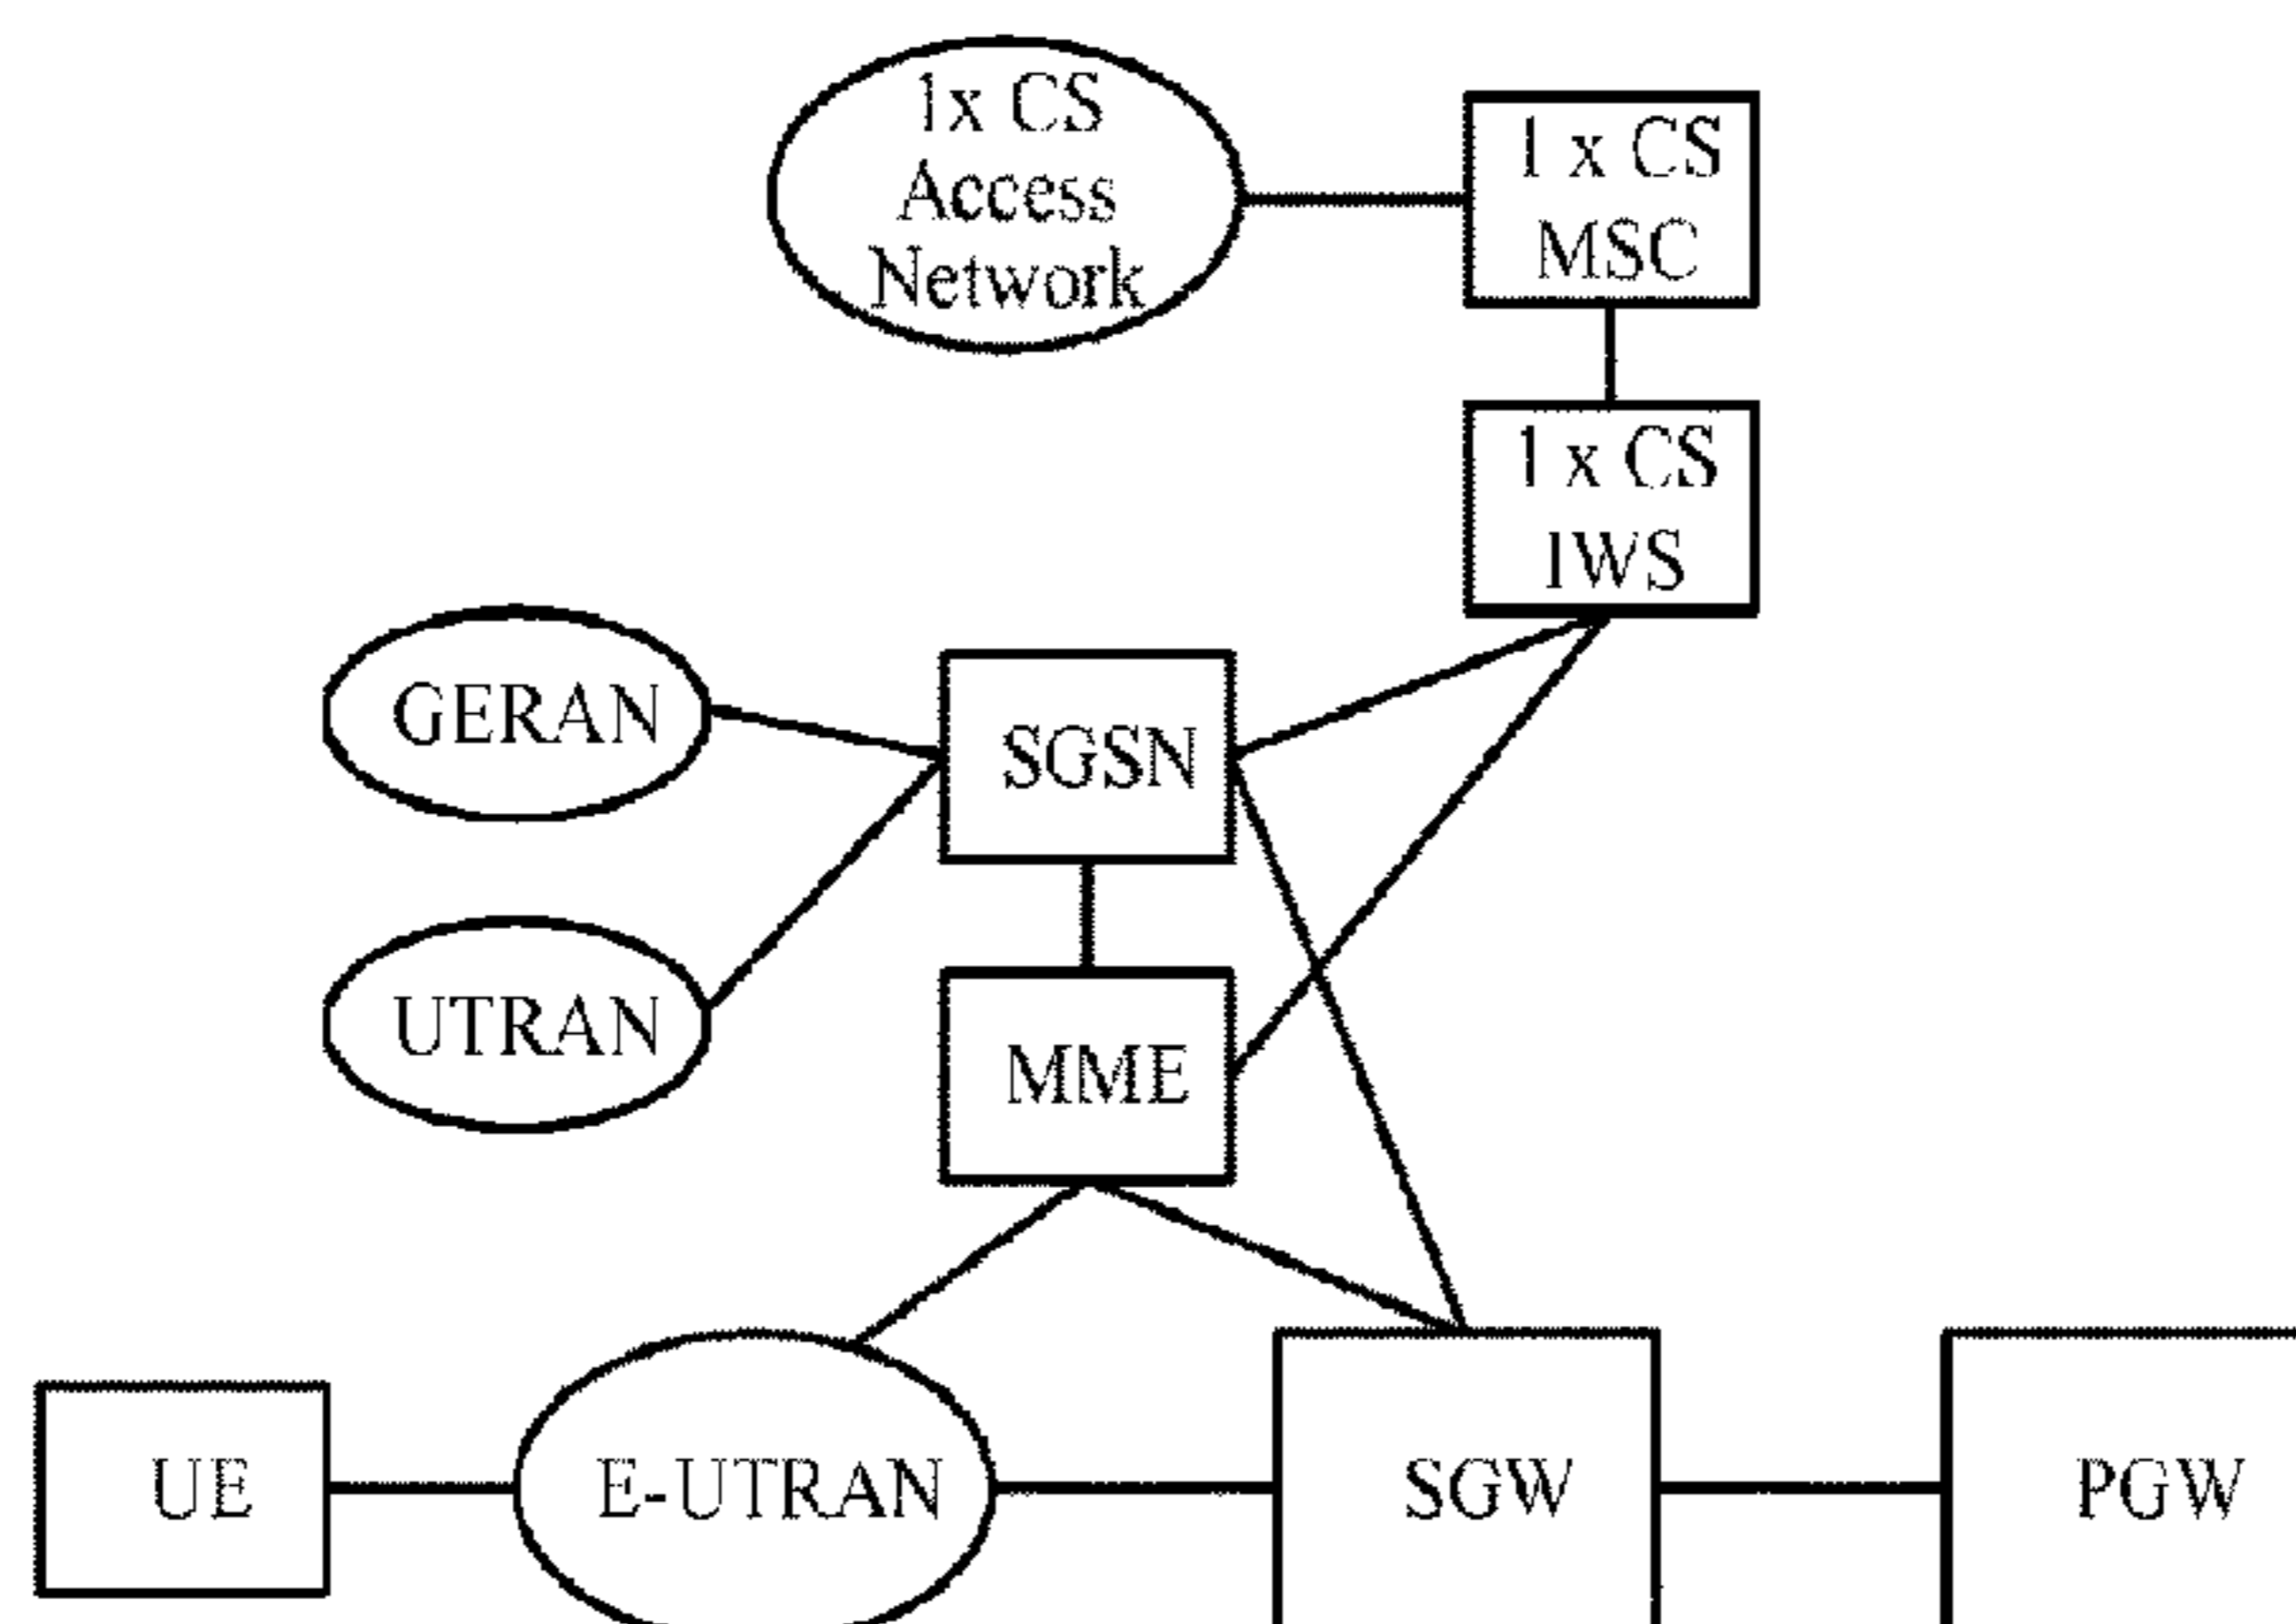 1x CS
Access
Network
1 x CS
MSC
1 x CS
IWS
GERAN
SGSN
UTRAN
MME
UE
E-UTRAN
SGW
PGW